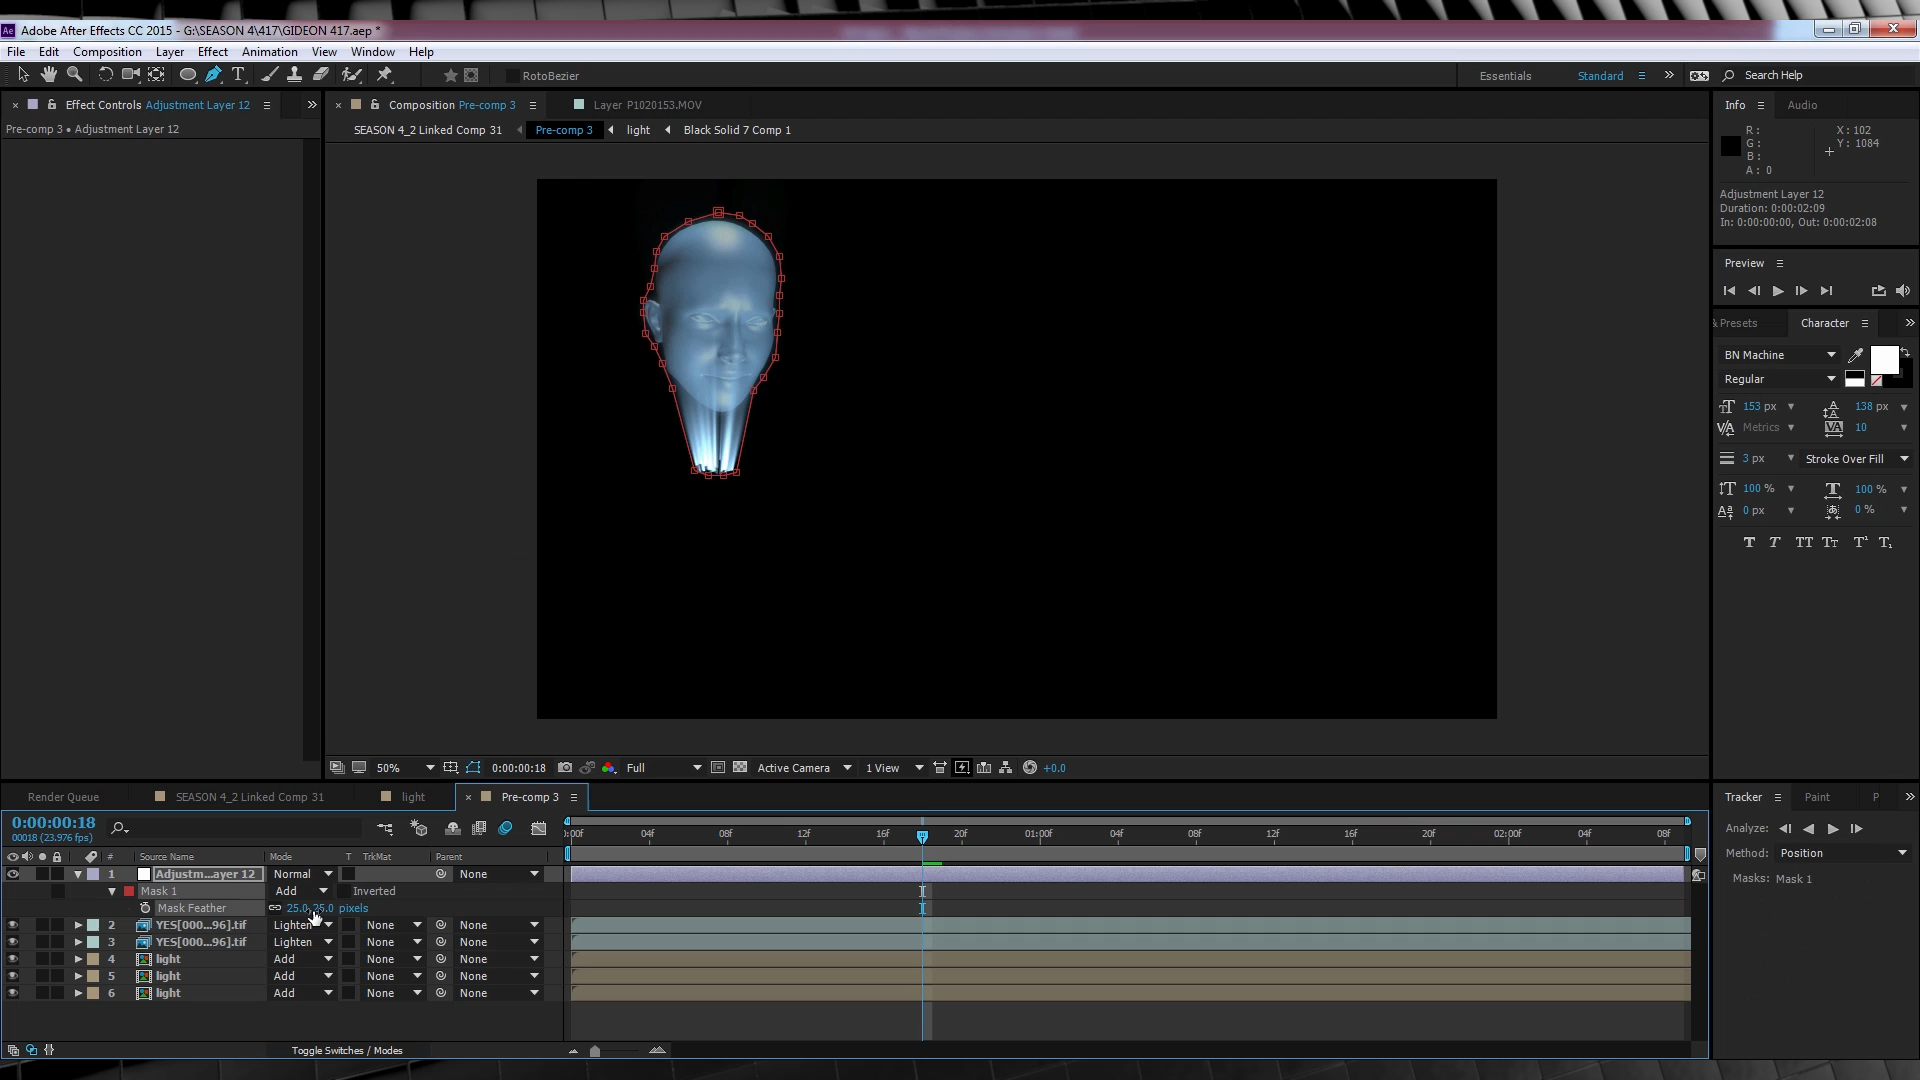 Adobe After Effects CC 2015 - G:\SEASON 4\417\GIDEON 417.aep *
File Edit Composition Layer Effect Animation View Window Help
RotoBezier
Essentials Standard Search Help
Effect Controls Adjustment Layer 12
Pre-comp 3 • Adjustment Layer 12
Composition Pre-comp 3
Layer P1020153.MOV
SEASON 4_2 Linked Comp 31 Pre-comp 3 light Black Solid 7 Comp 1
50% 0:00:00:18 Full Active Camera 1 View +0.0
Info Audio
R:
G:
B:
A: 0
X: 102
Y: 1084
Adjustment Layer 12
Duration: 0:00:02:09
In: 0:00:00:00, Out: 0:00:02:08
Preview
& Presets Character
BN Machine
Regular
153 px 138 px
Metrics 10
3 px Stroke Over Fill
100 % 100 %
0 px 0 %
T T TT Tt T¹ T₁
Render Queue SEASON 4_2 Linked Comp 31 light Pre-comp 3
0:00:00:18
00018 (23.976 fps)
:00f 04f 08f 12f 16f 20f 01:00f 04f 08f 12f 16f 20f 02:00f 04f 08f
# Source Name Mode T TrkMat Parent
1 Adjustm...ayer 12 Normal None
Mask 1 Add Inverted
Mask Feather 25.0, 25.0 pixels
2 YES[000...96].tif Lighten None None
3 YES[000...96].tif Lighten None None
4 light Add None None
5 light Add None None
6 light Add None None
Toggle Switches / Modes
Tracker Paint P
Analyze:
Method: Position
Masks: Mask 1